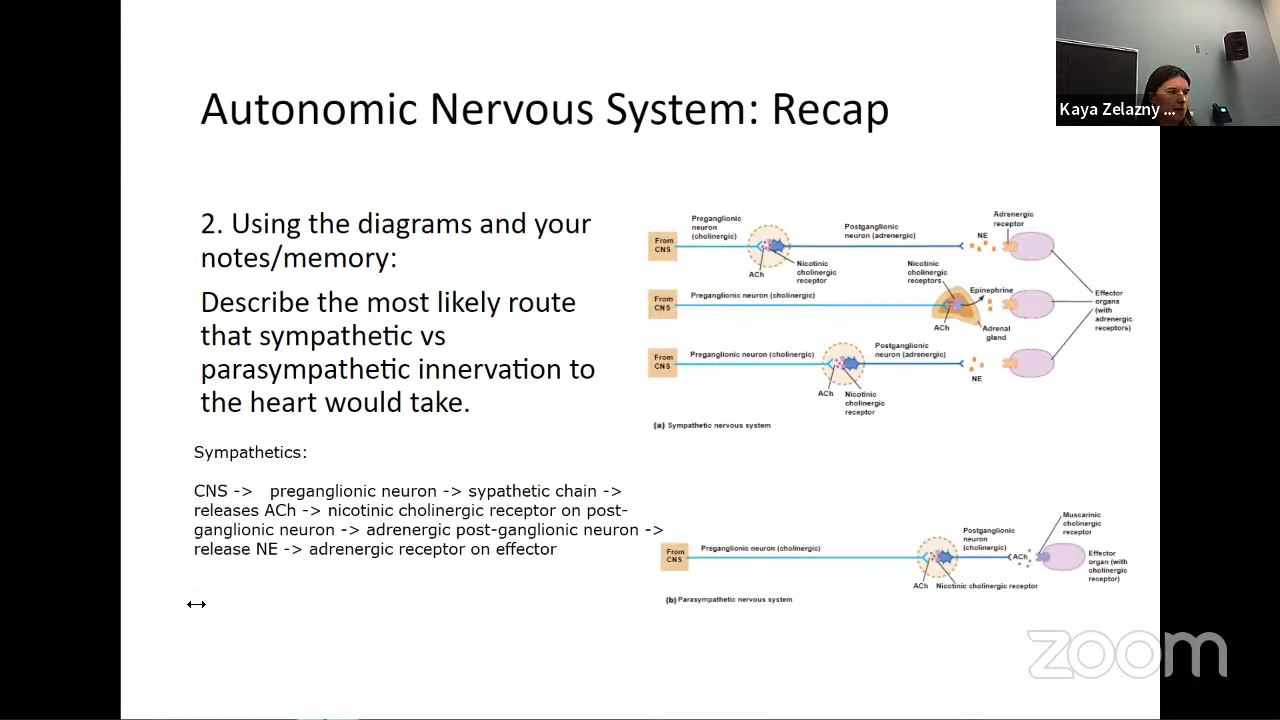 Autonomic Nervous System: Recap
Kaya Zelazny ...
2. Using the diagrams and your
notes/memory:
Describe the most likely route
that sympathetic vs
parasympathetic innervation to
the heart would take.
Sympathetics:
CNS -> preganglionic neuron -> sypathetic chain ->
releases ACh -> nicotinic cholinergic receptor on post-
ganglionic neuron -> adrenergic post-ganglionic neuron ->
release NE -> adrenergic receptor on effector
From
CNS
Preganglionic
neuron
(cholinergic)
ACh
Nicotinic
cholinergic
receptor
Postganglionic
neuron (adrenergic)
NE
Adrenergic
receptor
From
CNS
Preganglionic neuron (cholinergic)
Nicotinic
cholinergic
receptors
ACh
Epinephrine
Adrenal
gland
Effector
organs
(with
adrenergic
receptors)
From
CNS
Preganglionic neuron (cholinergic)
ACh
Nicotinic
cholinergic
receptor
Postganglionic
neuron (adrenergic)
NE
(a) Sympathetic nervous system
From
CNS
Preganglionic neuron (cholinergic)
ACh
Nicotinic cholinergic receptor
Postganglionic
neuron
(cholinergic)
ACh
Muscarinic
cholinergic
receptor
Effector
organ (with
cholinergic
receptor)
(b) Parasympathetic nervous system
zoom